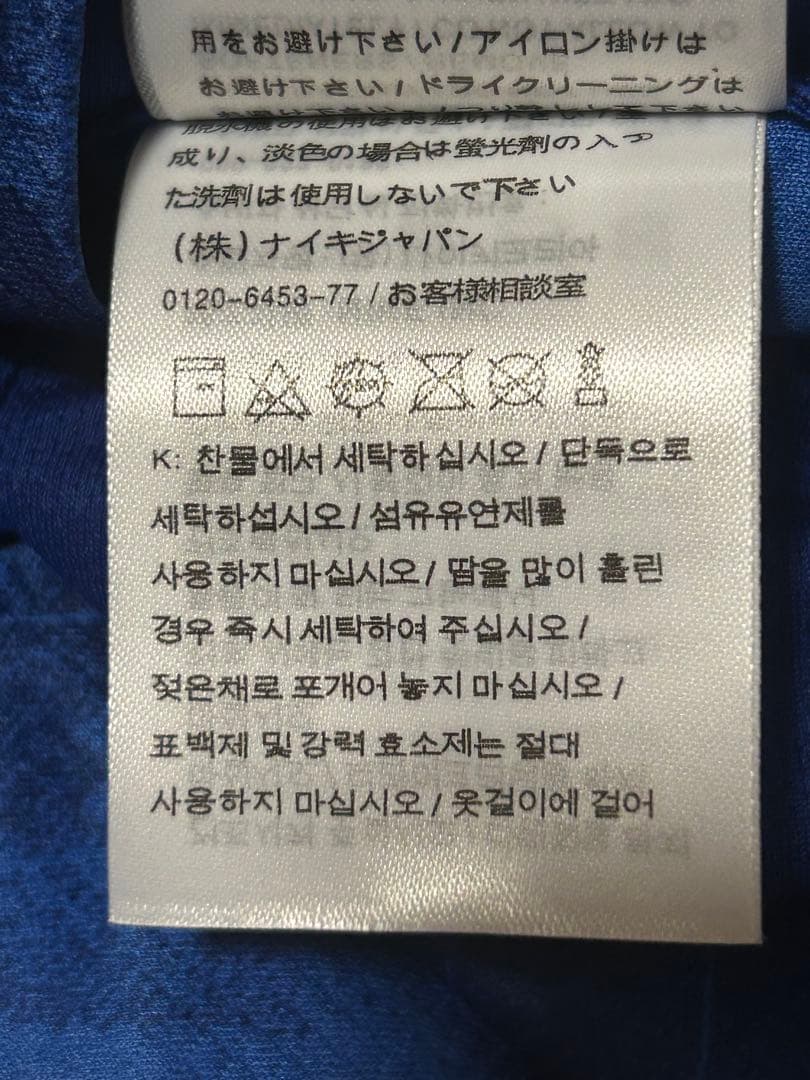 用をお避け下さい / アイロン掛けは
お避け下さい / ドライクリーニングは
成り、淡色の場合は螢光劑の入つ
た洗劑は使用しないで下さい
(株) ナイキジャパン
0120-6453-77 / お客様相談室
K: 찬물에서 세탁하십시오 / 단독으로
세탁하섭시오 / 섬유유연제를
사용하지 마십시오 / 땀을 많이 흘린
경우 즉시 세탁하여 주십시오 /
젖은채로 포개어 놓지 마십시오 /
표백제 및 강력 효소제는 절대
사용하지 마십시오 / 옷걸이에 걸어